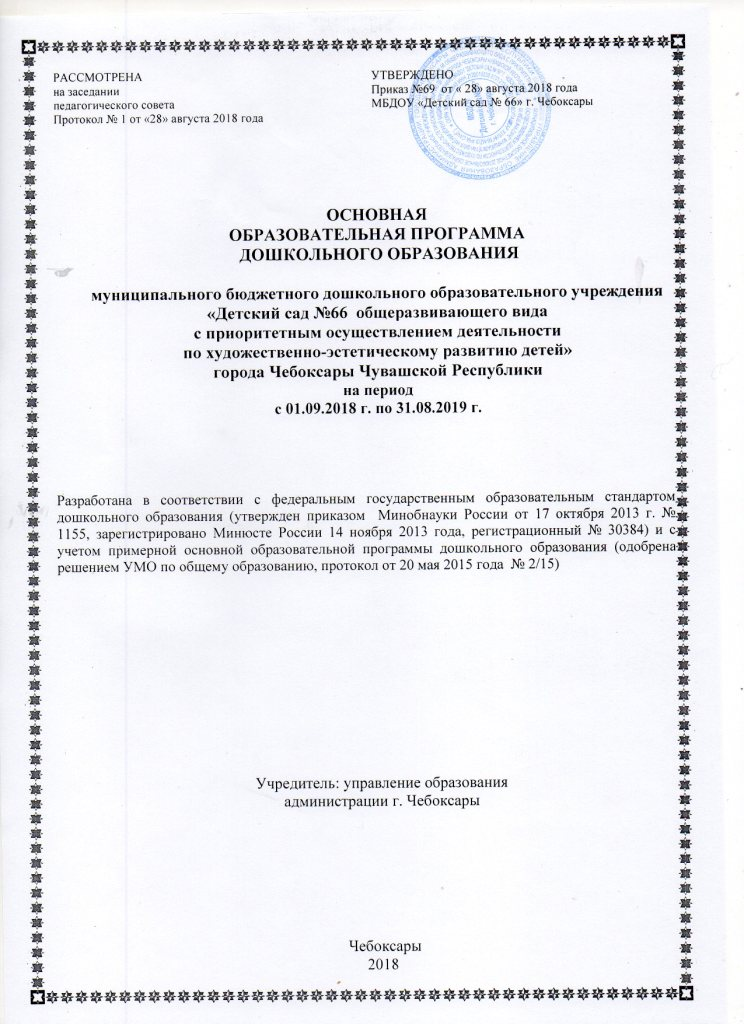 РАССМОТРЕНА
на заседании
педагогического совета
Протокол № 1 от «28» августа 2018 года
УТВЕРЖДЕНО
Приказ №69 от « 28» августа 2018 года
МБДОУ «Детский сад № 66» г. Чебоксары
ОСНОВНАЯ
ОБРАЗОВАТЕЛЬНАЯ ПРОГРАММА
ДОШКОЛЬНОГО ОБРАЗОВАНИЯ
муниципального бюджетного дошкольного образовательного учреждения
«Детский сад №66 общеразвивающего вида
с приоритетным осуществлением деятельности
по художественно-эстетическому развитию детей»
города Чебоксары Чувашской Республики
на период
с 01.09.2018 г. по 31.08.2019 г.
Разработана в соответствии с федеральным государственным образовательным стандартом
дошкольного образования (утвержден приказом Минобнауки России от 17 октября 2013 г. №
1155, зарегистрировано Минюсте России 14 ноября 2013 года, регистрационный № 30384) и с
учетом примерной основной образовательной программы дошкольного образования (одобрена
решением УМО по общему образованию, протокол от 20 мая 2015 года № 2/15)
Учредитель: управление образования
администрации г. Чебоксары
Чебоксары
2018